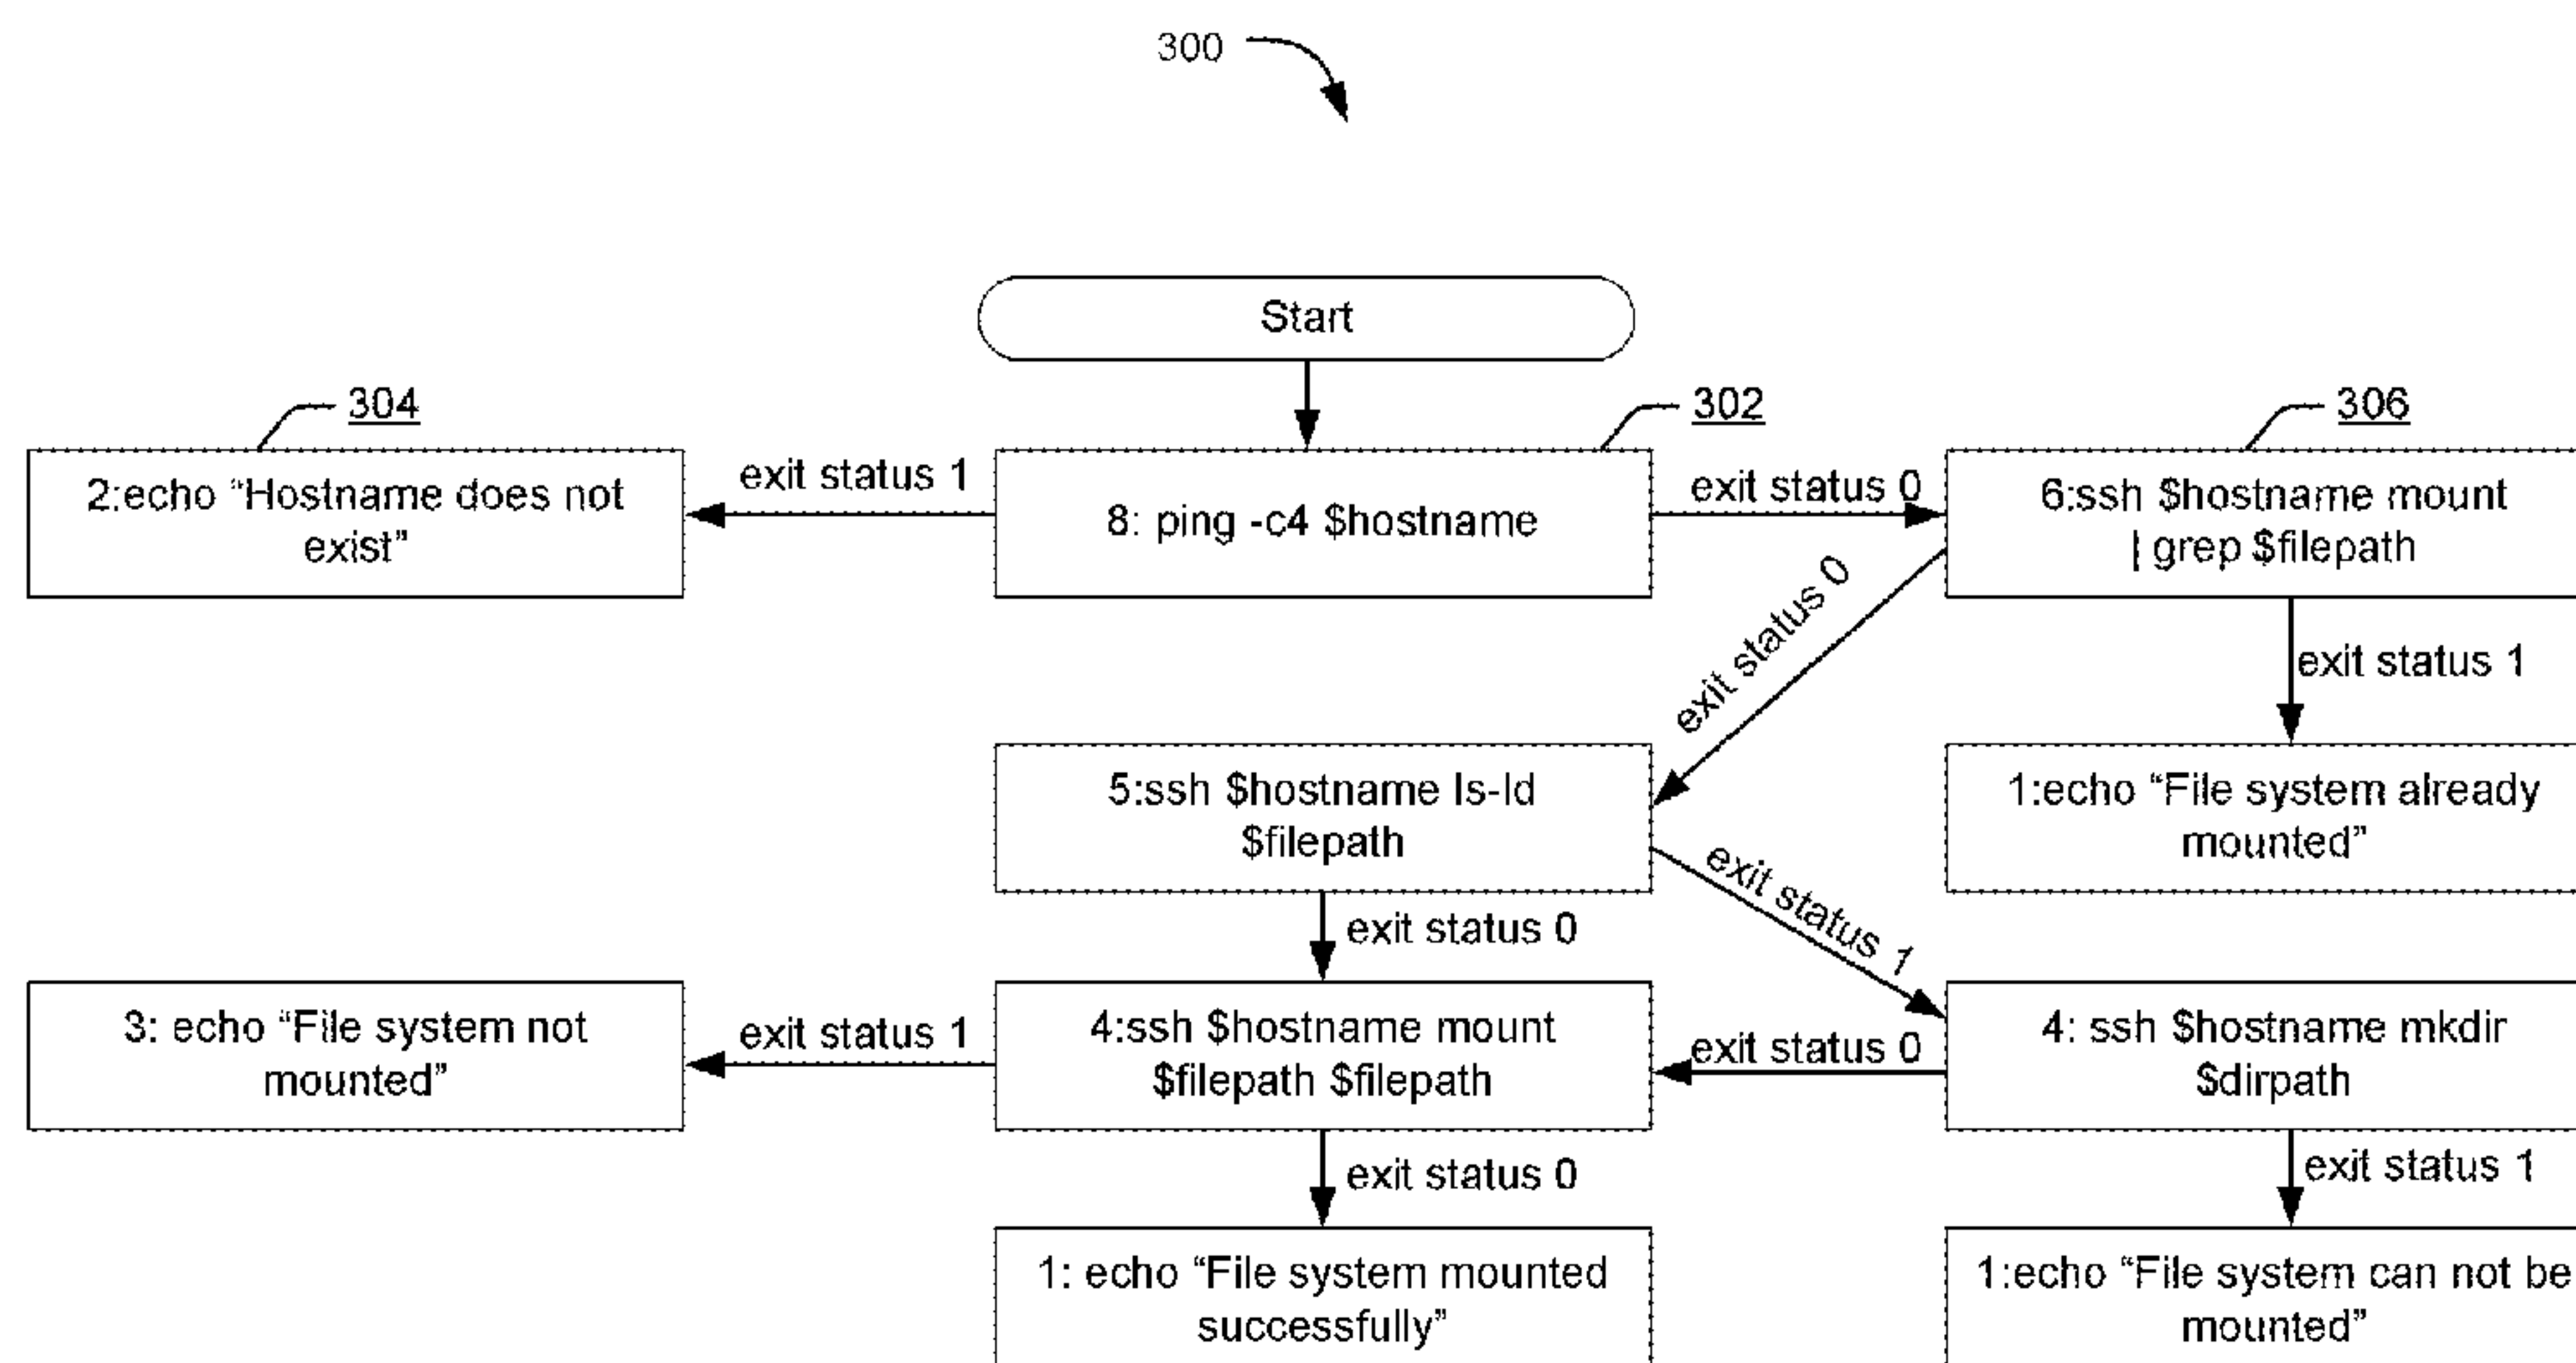 300
Start
304
302
306
2:echo “Hostname does not
exist”
exit status 1
8: ping -c4 $hostname
exit status 0
6:ssh $hostname mount
| grep $filepath
exit status 0
exit status 1
5:ssh $hostname ls-ld
$filepath
1:echo “File system already
mounted”
exit status 0
exit status 1
3: echo “File system not
mounted”
exit status 1
4:ssh $hostname mount
$filepath $filepath
exit status 0
4: ssh $hostname mkdir
$dirpath
exit status 0
exit status 1
1: echo “File system mounted
successfully”
1:echo “File system can not be
mounted”